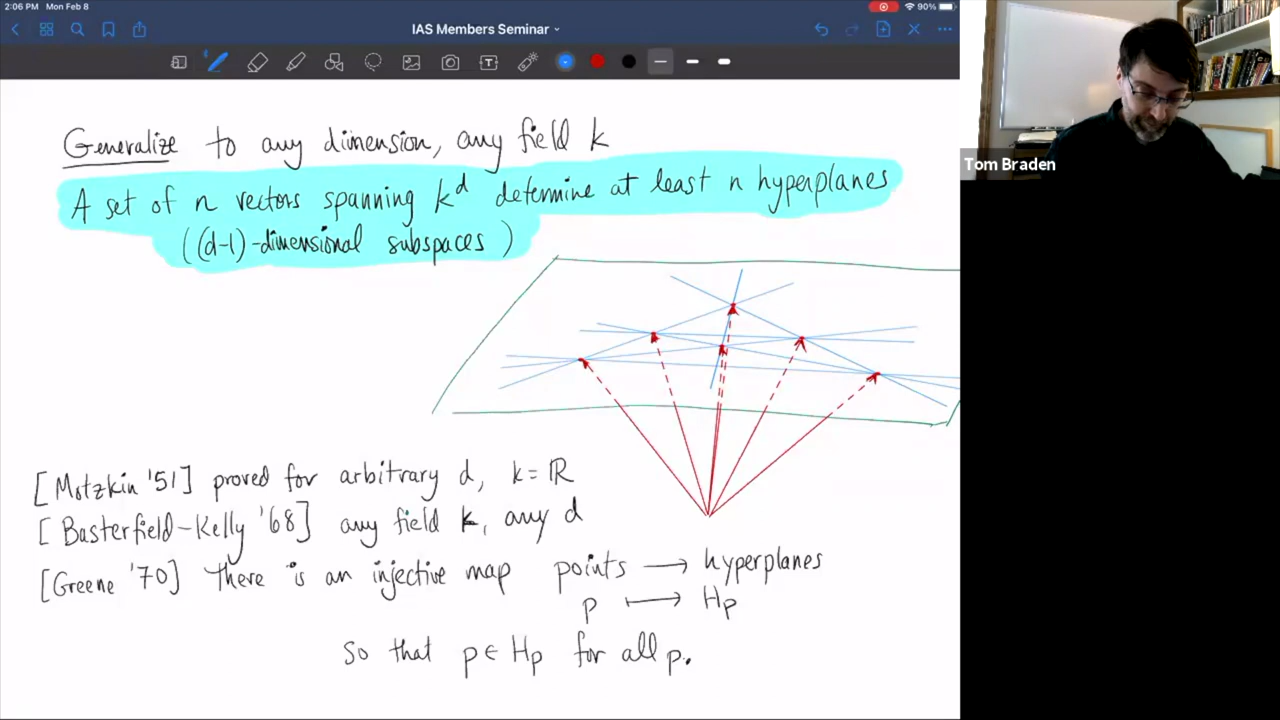 2:06 PM Mon Feb 8
90%
IAS Members Seminar
Generalize to any dimension, any field k
A set of n vectors spanning k^d determine at least n hyperplanes
((d-1)-dimensional subspaces)
[Motzkin '51] proved for arbitrary d, k = ℝ
[Basterfield-Kelly '68] any field k, any d
[Greene '70] There is an injective map points → hyperplanes
p ↦ H_p
So that p ∈ H_p for all p.
Tom Braden